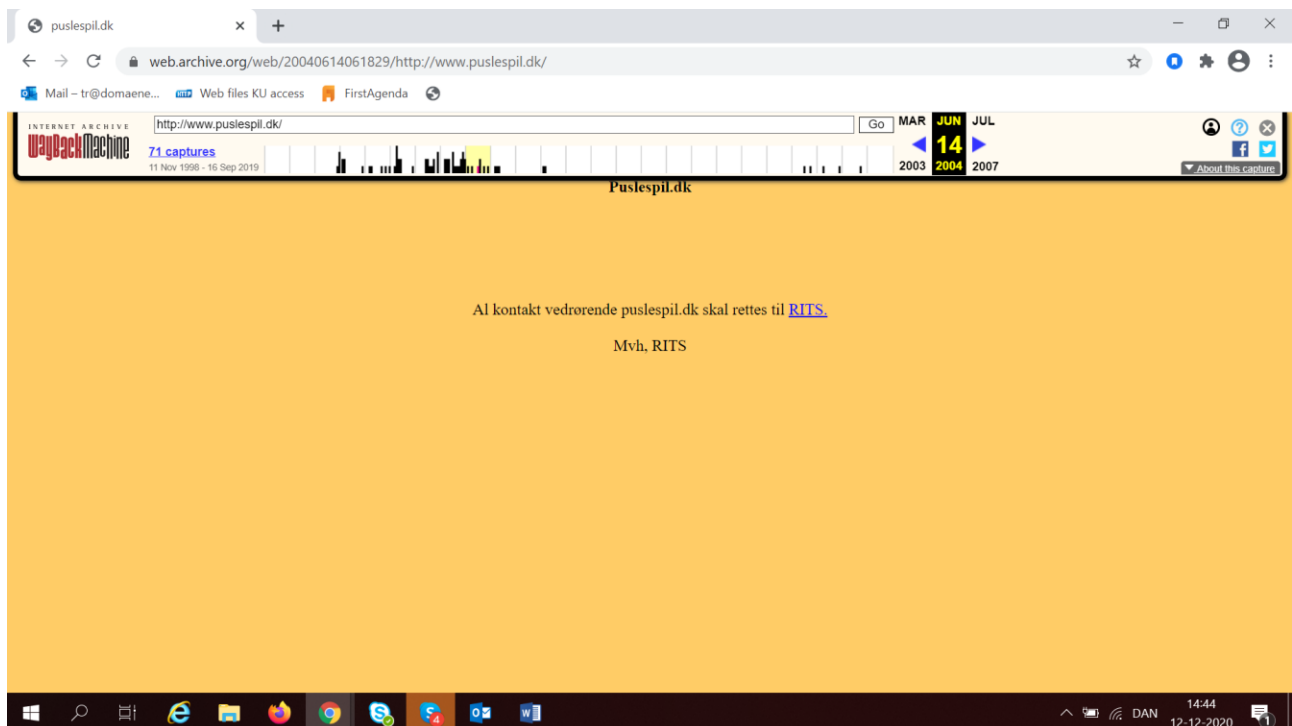 puslespil.dk
web.archive.org/web/20040614061829/http://www.puslespil.dk/
Mail – tr@domaene... Web files KU access FirstAgenda
INTERNET ARCHIVE
WayBackMachine
http://www.puslespil.dk/
Go
71 captures
11 Nov 1998 - 16 Sep 2019
MAR JUN JUL
14
2003 2004 2007
About this capture
Puslespil.dk
Al kontakt vedrørende puslespil.dk skal rettes til RITS.
Mvh, RITS
DAN
14:44
12-12-2020